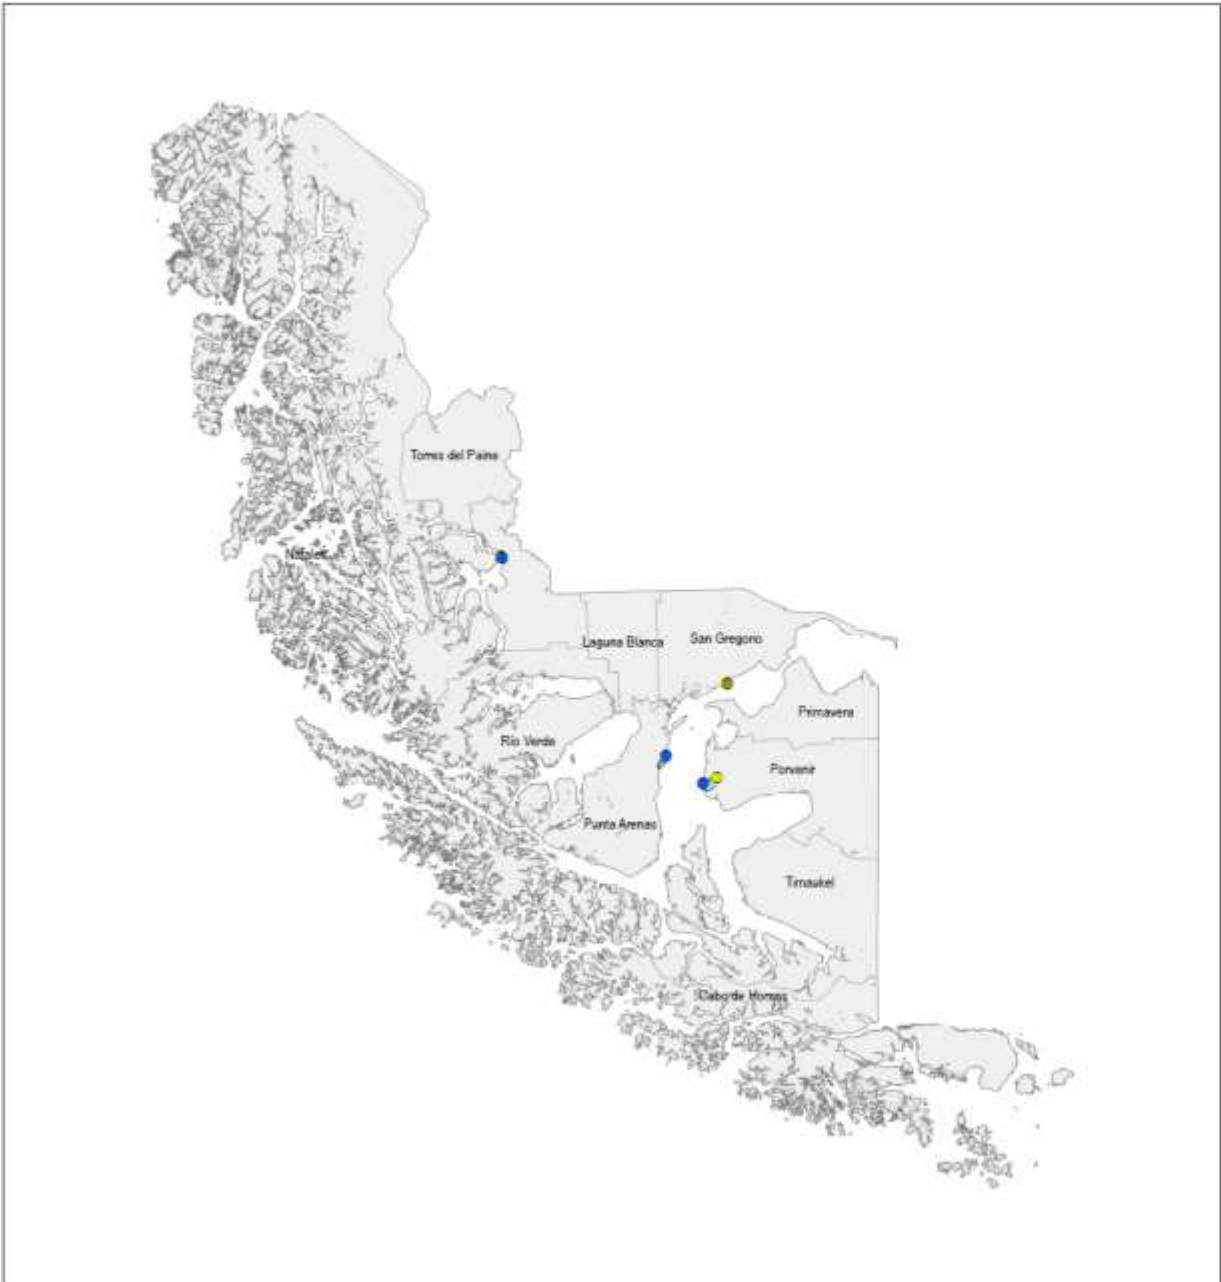 Torres del Paine
Natales
Laguna Blanca
San Gregorio
Primavera
Río Verde
Porvenir
Punta Arenas
Timaukel
Cabo de Hornos